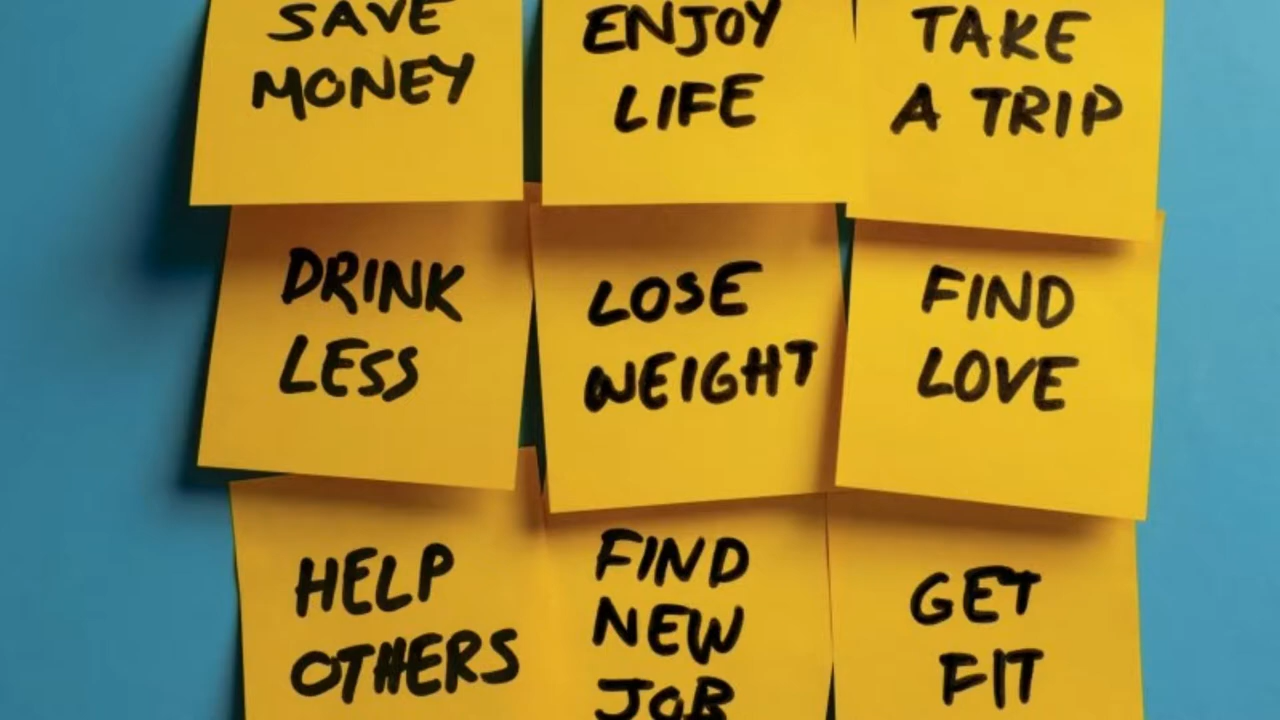 SAVE
MONEY
ENJOY
LIFE
TAKE
A TRIP
DRINK
LESS
LOSE
WEIGHT
FIND
LOVE
HELP
OTHERS
FIND
NEW
JOB
GET
FIT